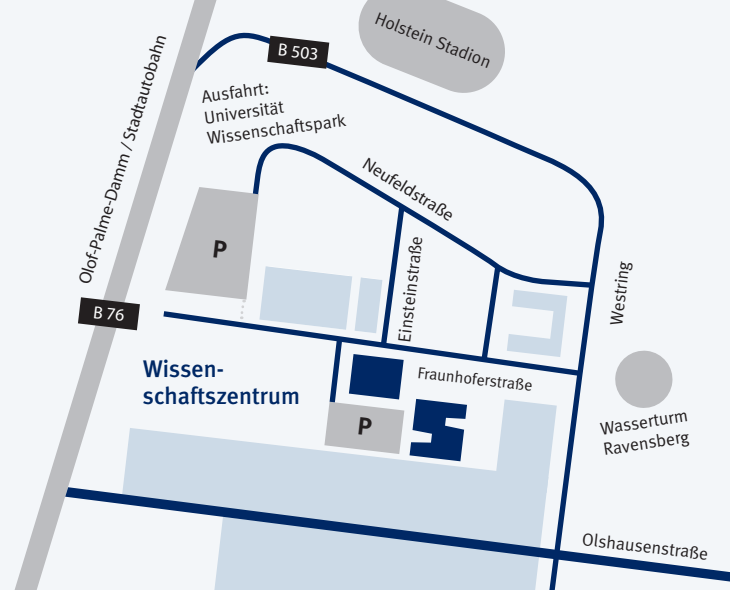 Holstein Stadion
B 503
Olof-Palme-Damm / Stadtautobahn
Ausfahrt:
Universität
Wissenschaftspark
Neufeldstraße
P
Einsteinstraße
Westring
B 76
Wissen-
schaftszentrum
Fraunhoferstraße
P
Wasserturm
Ravensberg
Olshausenstraße